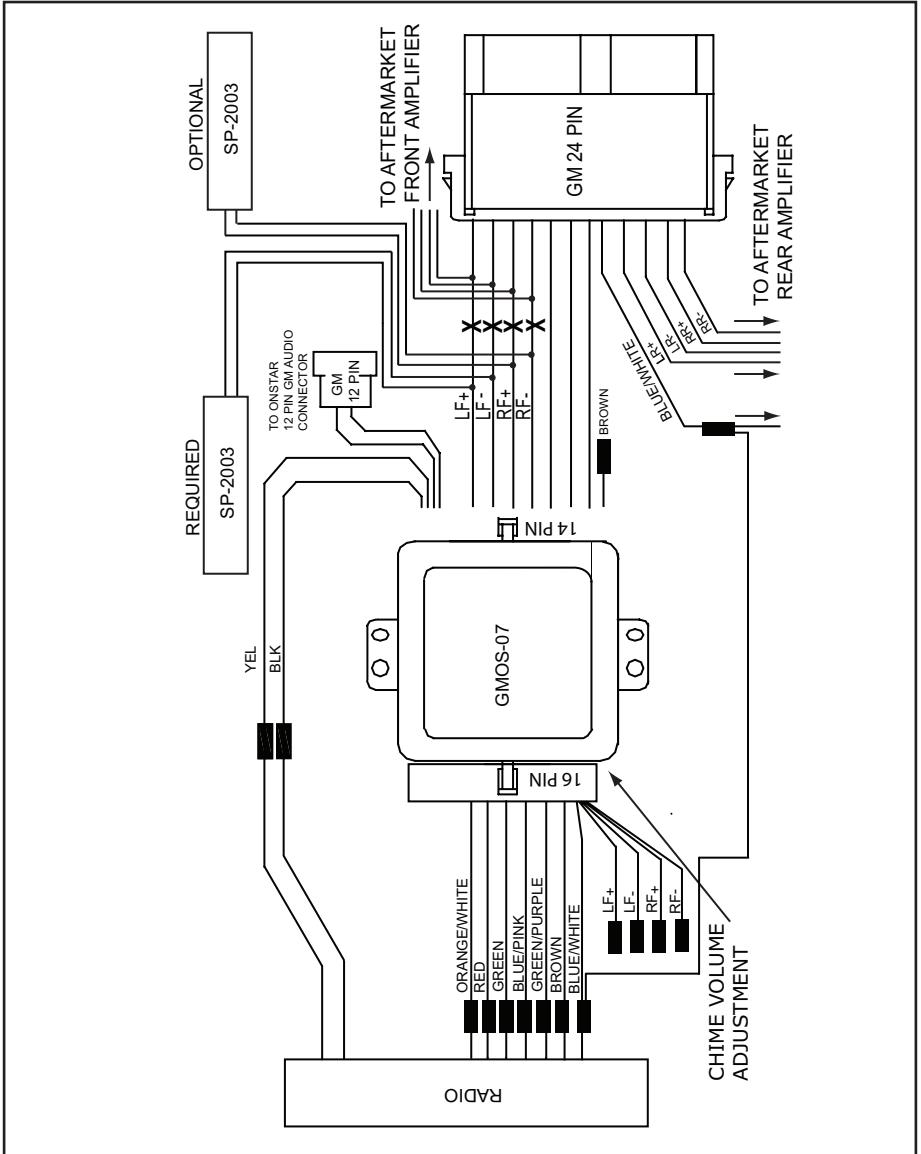 OPTIONAL
SP-2003
REQUIRED
SP-2003
TO AFTERMARKET
FRONT AMPLIFIER
GM 24 PIN
TO ONSTAR
12 PIN GM AUDIO
CONNECTOR
GM
12 PIN
LF+
LF-
RF+
RF-
BROWN
BLUE/WHITE
LR+
LR-
RR+
RR-
TO AFTERMARKET
REAR AMPLIFIER
YEL
BLK
14 PIN
GMOS-07
16 PIN
ORANGE/WHITE
RED
GREEN
BLUE/PINK
GREEN/PURPLE
BROWN
BLUE/WHITE
LF+
LF-
RF+
RF-
CHIME VOLUME
ADJUSTMENT
RADIO